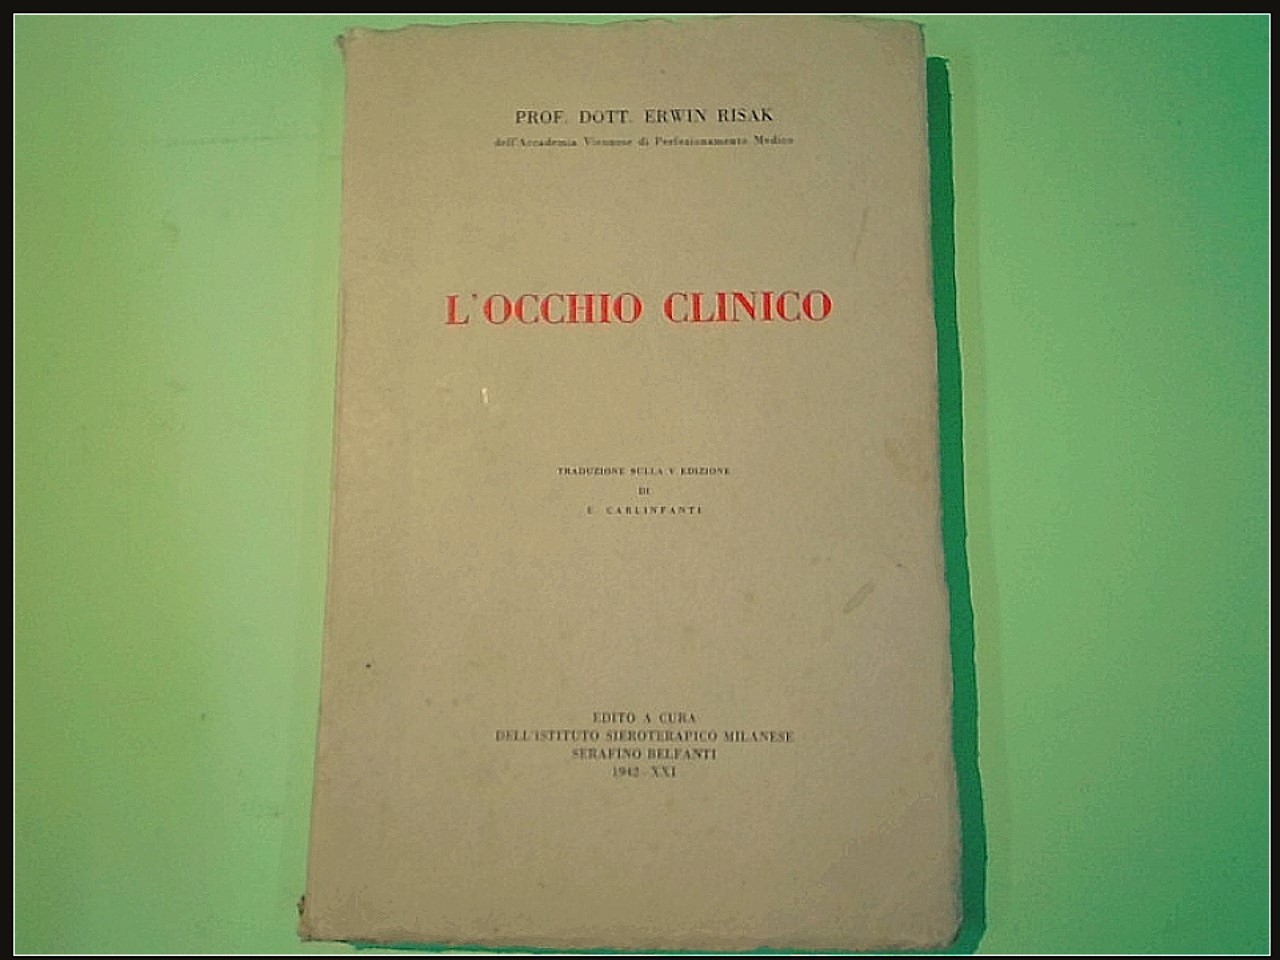 PROF. DOTT. ERWIN RISAK
dell'Accademia Viennese di Perfezionamento Medico
L'OCCHIO CLINICO
TRADUZIONE SULLA V EDIZIONE
DI
E. CARLINFANTI
EDITO A CURA
DELL'ISTITUTO SIEROTERAPICO MILANESE
SERAFINO BELFANTI
1942 - XXI